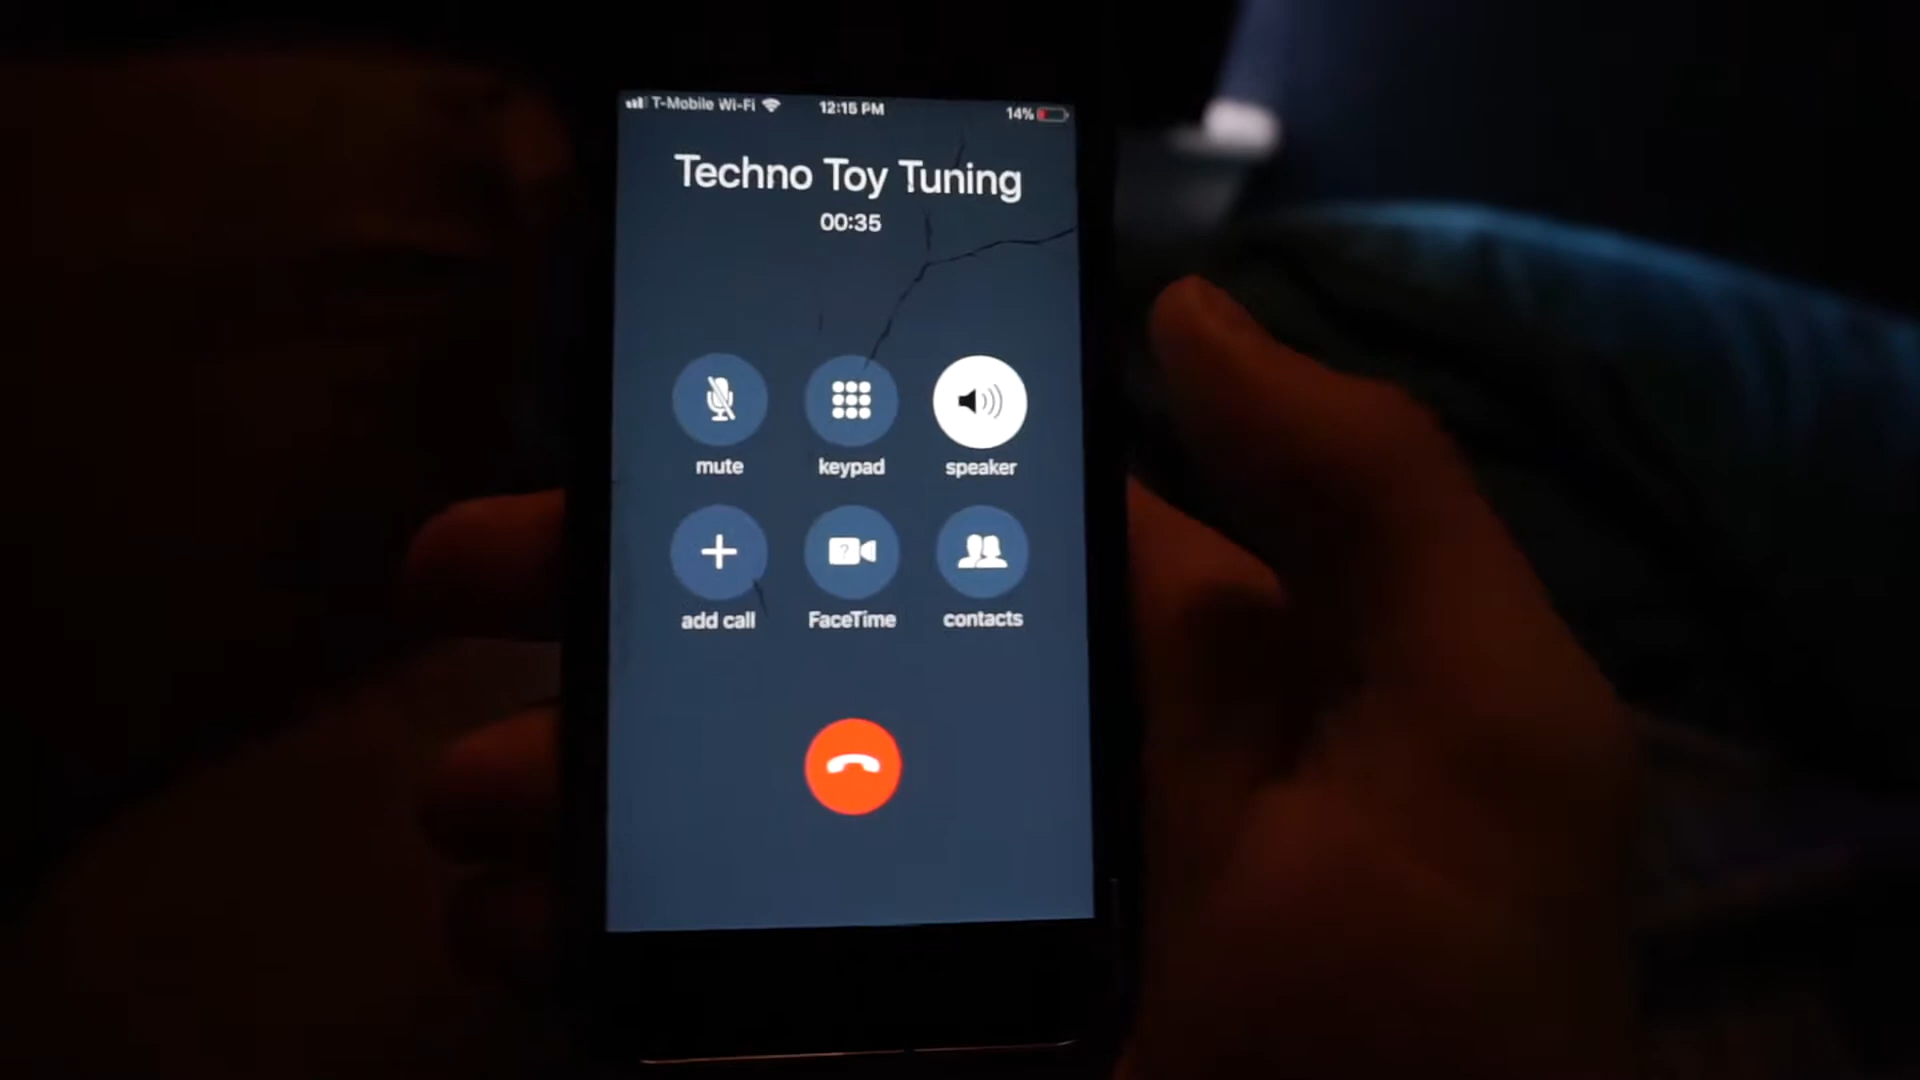 T-Mobile Wi-Fi 12:15 PM 14%
Techno Toy Tuning
00:35
mute keypad speaker
?
add call FaceTime contacts